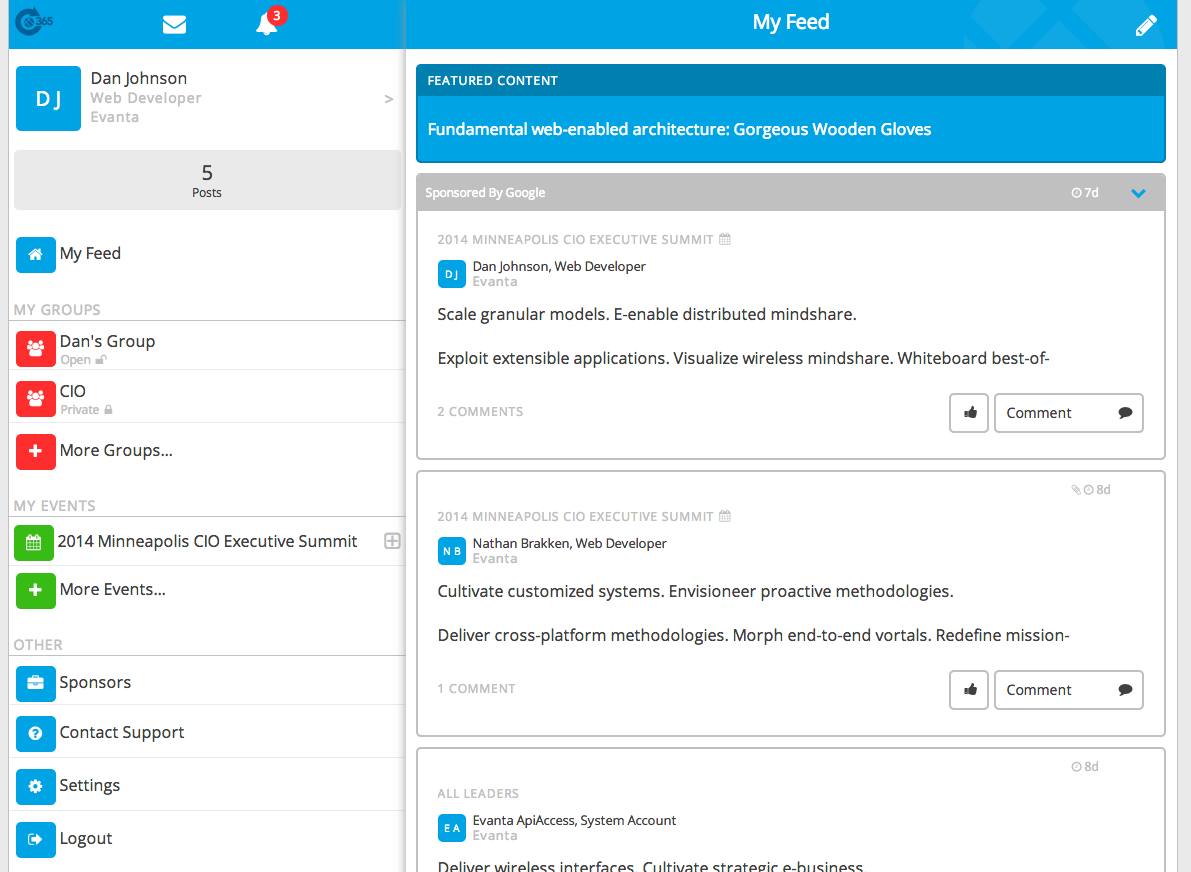 365
3
My Feed
D J
Dan Johnson
Web Developer
Evanta
>
5
Posts
My Feed
MY GROUPS
Dan's Group
Open
CIO
Private
More Groups...
MY EVENTS
2014 Minneapolis CIO Executive Summit
More Events...
OTHER
Sponsors
Contact Support
Settings
Logout
FEATURED CONTENT
Fundamental web-enabled architecture: Gorgeous Wooden Gloves
Sponsored By Google 7d
2014 MINNEAPOLIS CIO EXECUTIVE SUMMIT
D J
Dan Johnson, Web Developer
Evanta
Scale granular models. E-enable distributed mindshare.
Exploit extensible applications. Visualize wireless mindshare. Whiteboard best-of-
2 COMMENTS
Comment
8d
2014 MINNEAPOLIS CIO EXECUTIVE SUMMIT
N B
Nathan Brakken, Web Developer
Evanta
Cultivate customized systems. Envisioneer proactive methodologies.
Deliver cross-platform methodologies. Morph end-to-end vortals. Redefine mission-
1 COMMENT
Comment
8d
ALL LEADERS
E A
Evanta ApiAccess, System Account
Evanta
Deliver wireless interfaces. Cultivate strategic e-business.